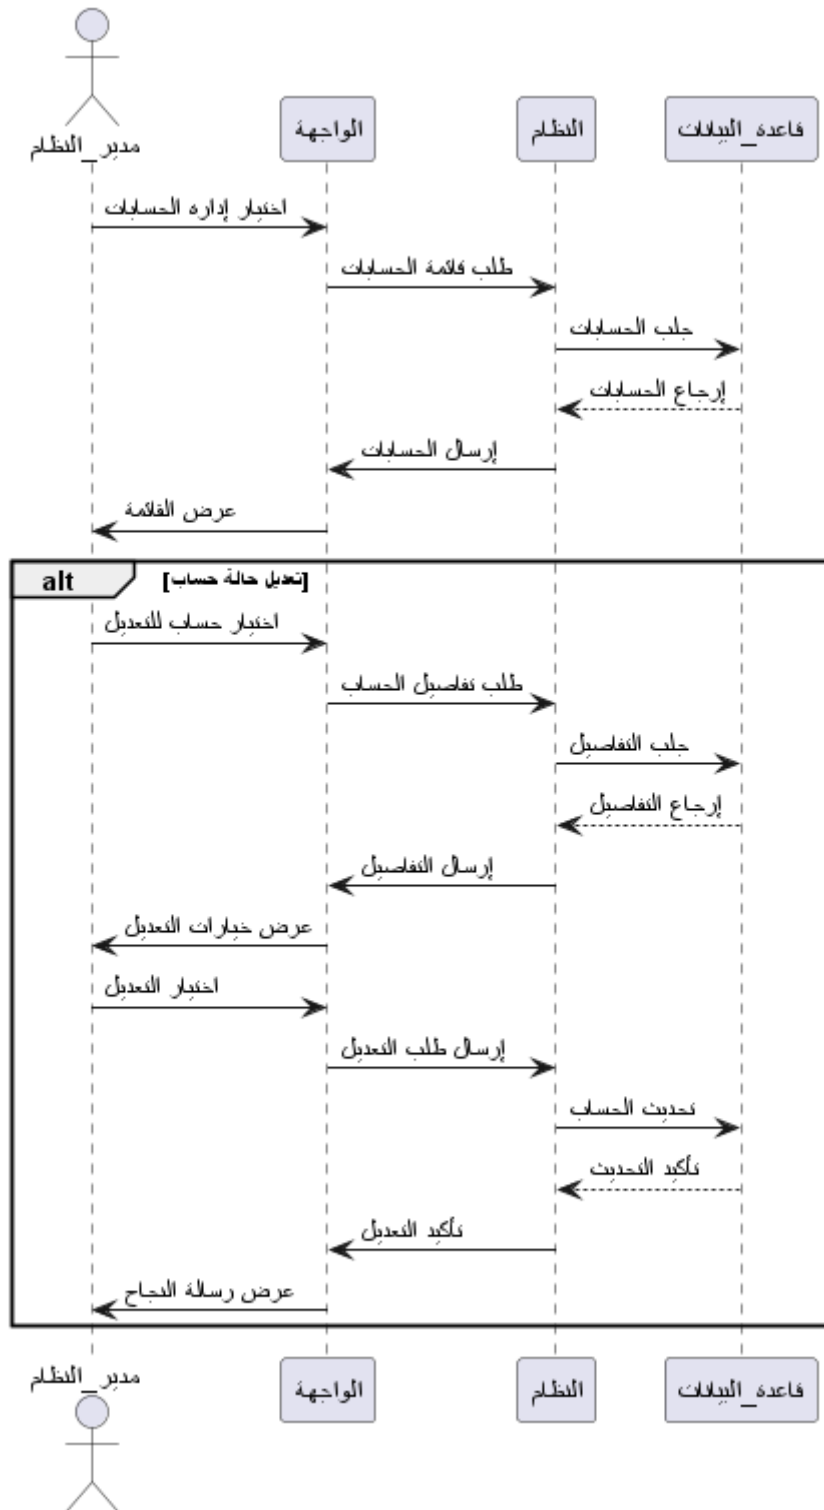 مدير_النظام
الواجهة
النظام
قاعدة_البيانات
اختيار إداره الحسابات
طلب قائمة الحسابات
جلب الحسابات
إرجاع الحسابات
إرسال الحسابات
عرض القائمة
alt
[تعديل حالة حساب]
اختيار حساب للتعديل
طلب تفاصيل الحساب
جلب التفاصيل
إرجاع التفاصيل
إرسال التفاصيل
عرض خيارات التعديل
اختيار التعديل
إرسال طلب التعديل
تحديث الحساب
تأكيد التحديث
تأكيد التعديل
عرض رسالة النجاح
مدير_النظام
الواجهة
النظام
قاعدة_البيانات